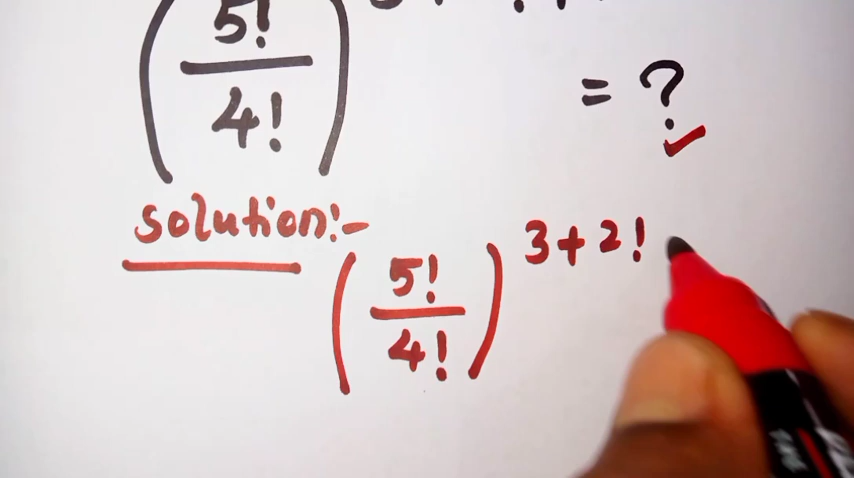 5!
4!
= ?
solution:-
(5!/4!)^3+2!